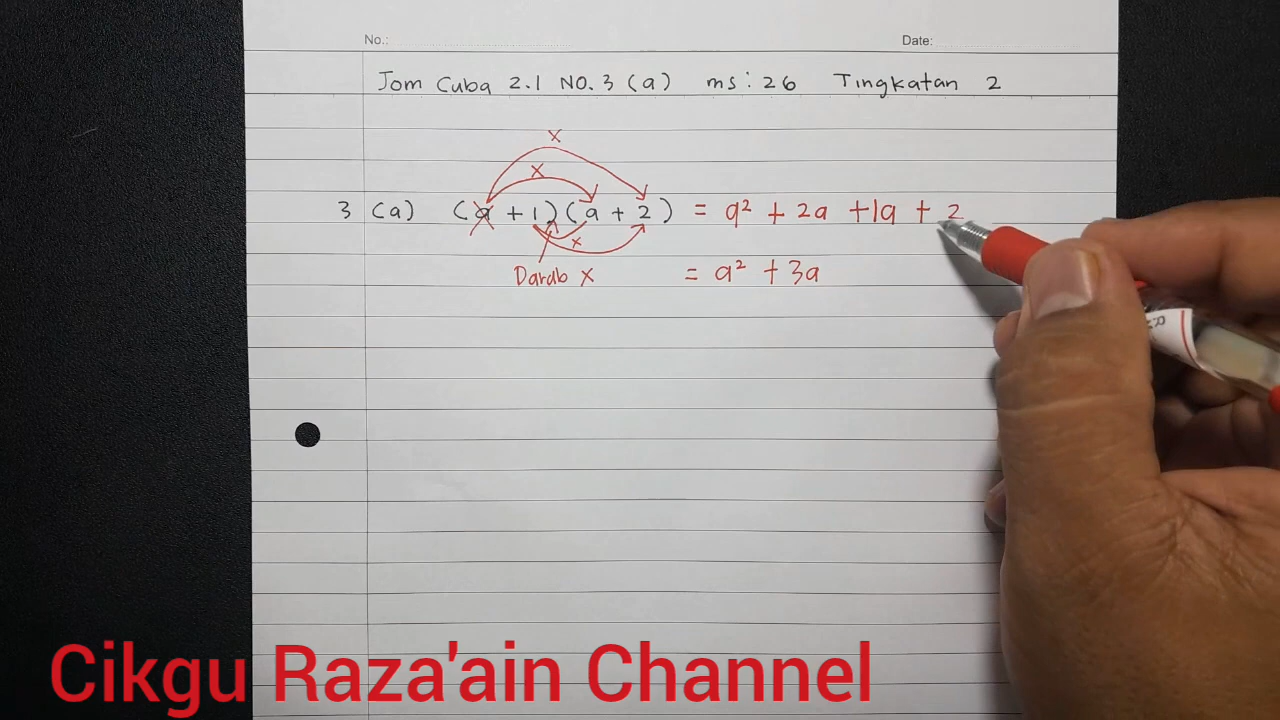 No.: Date:
Jom Cuba 2.1 NO.3 (a) ms: 26 Tingkatan 2
x
x
3 (a) (a + 1)(a + 2) = a² + 2a + 1a + 2
x
Darab x = a² + 3a
Cikgu Raza'ain Channel